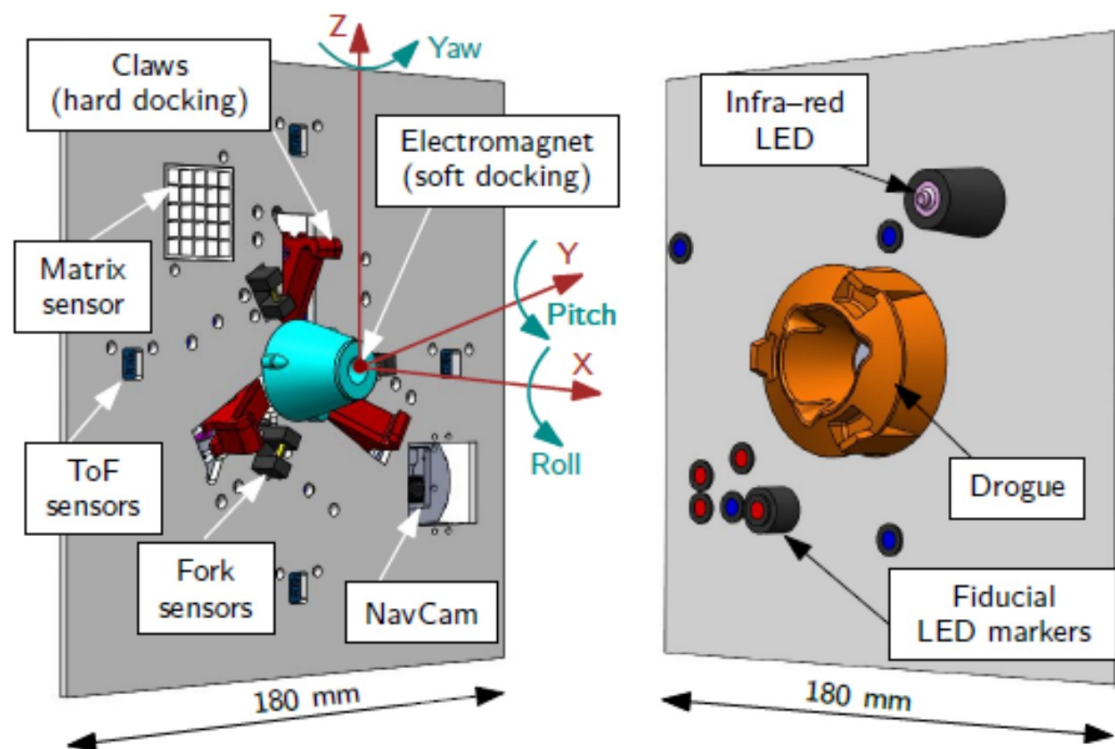 Z
Yaw
Claws
(hard docking)
Electromagnet
(soft docking)
Infra–red
LED
Matrix
sensor
Y
Pitch
X
Roll
ToF
sensors
Fork
sensors
NavCam
Drogue
Fiducial
LED markers
180 mm
180 mm